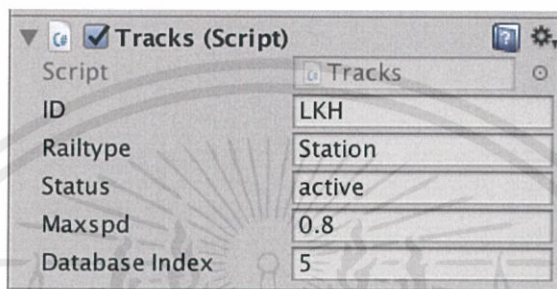 C# Tracks (Script)
Script Tracks
ID LKH
Railtype Station
Status active
Maxspd 0.8
Database Index 5